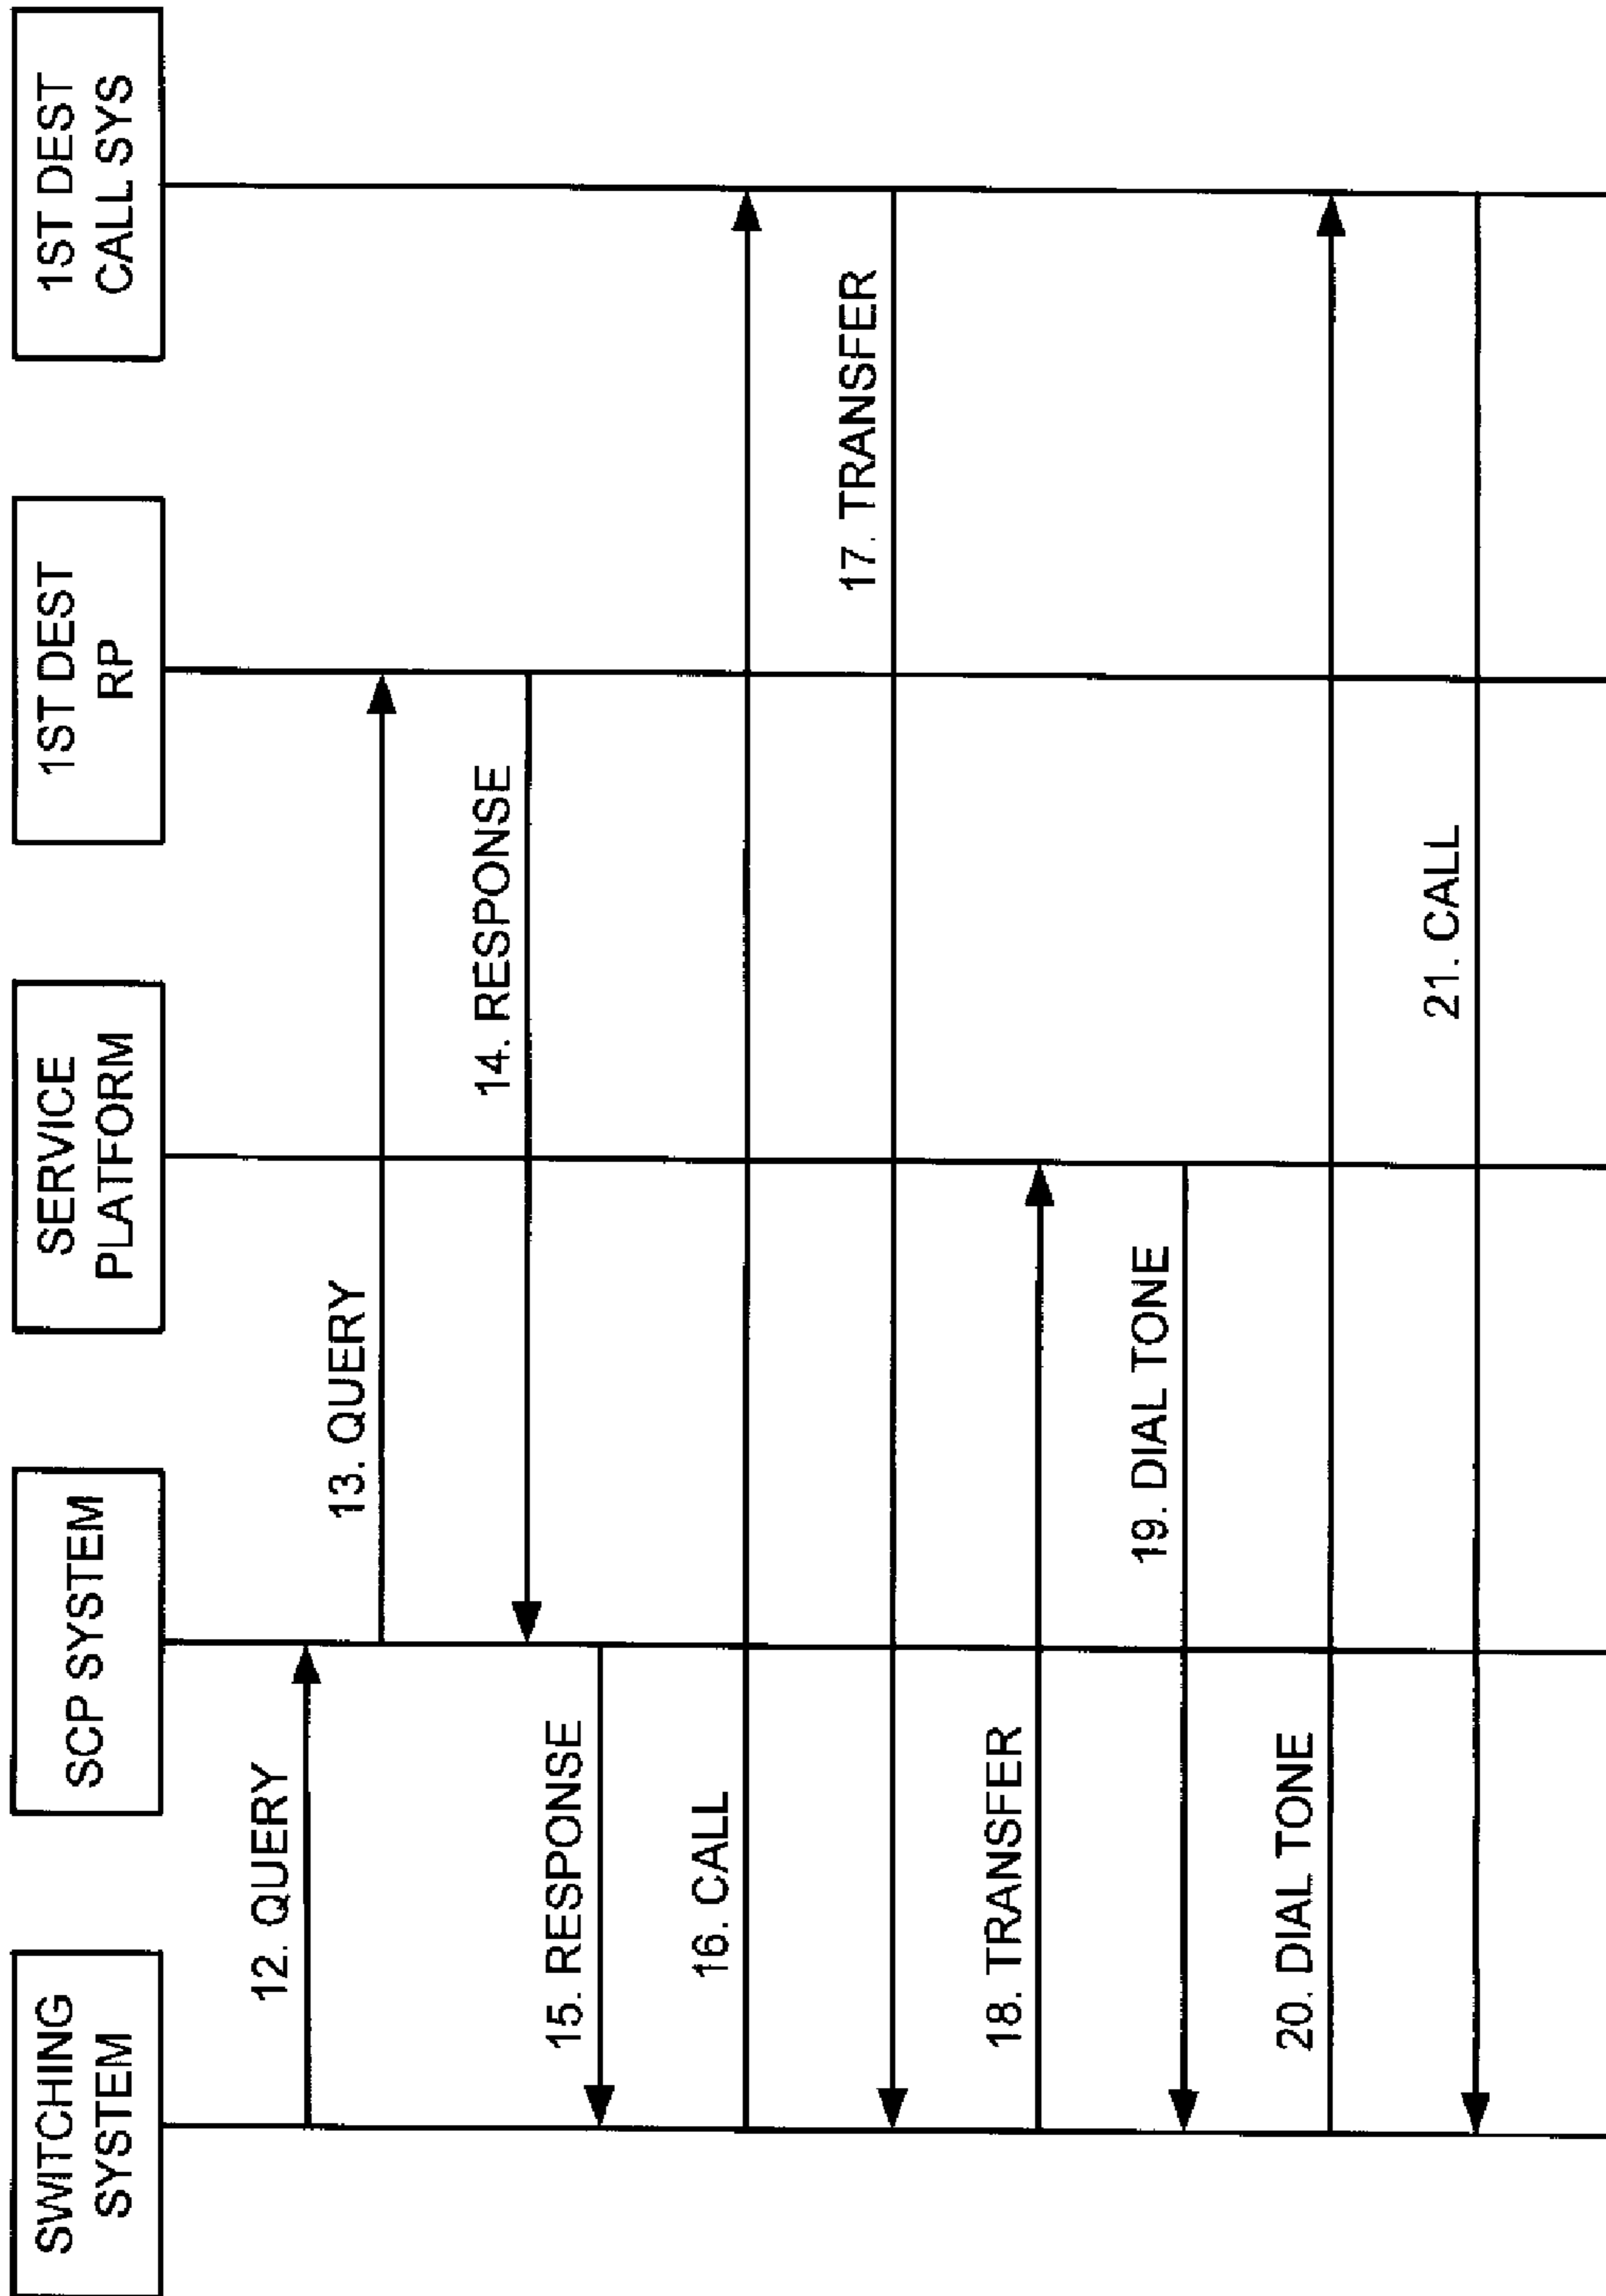 SWITCHING
SYSTEM
SCP SYSTEM
SERVICE
PLATFORM
1ST DEST
RP
1ST DEST
CALL SYS
12. QUERY
13. QUERY
14. RESPONSE
15. RESPONSE
16. CALL
17. TRANSFER
18. TRANSFER
19. DIAL TONE
20. DIAL TONE
21. CALL